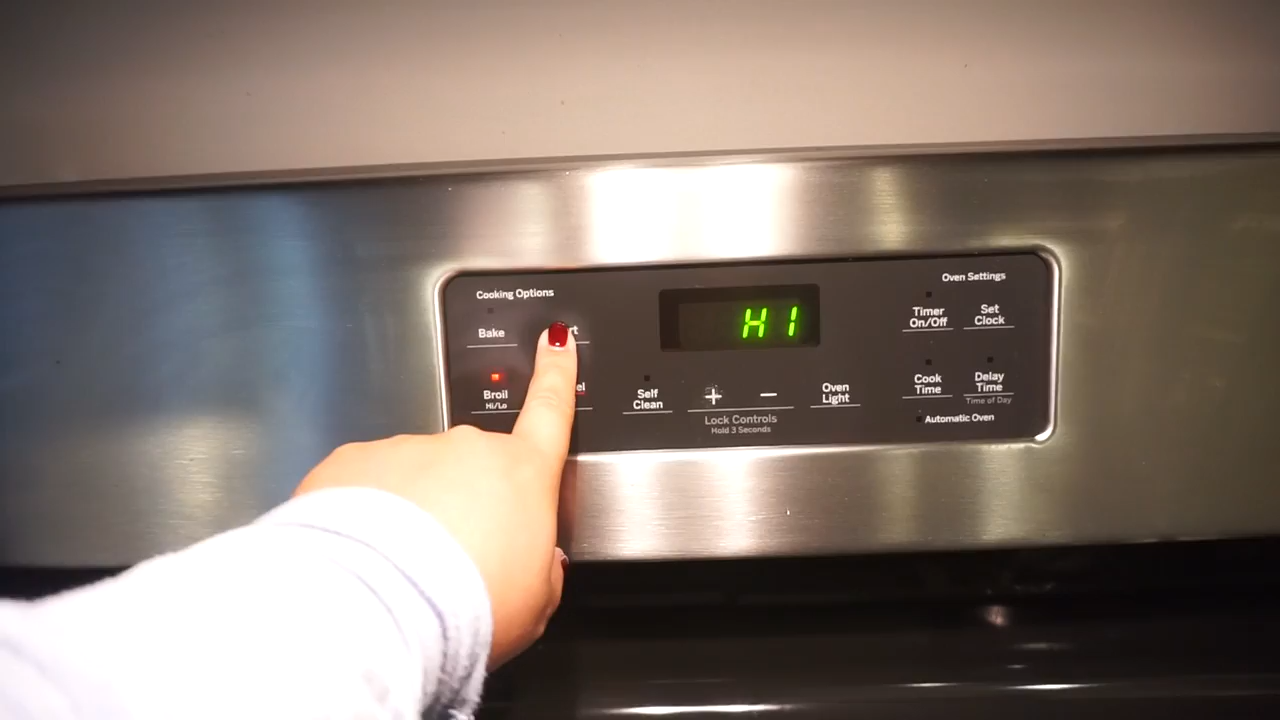 Cooking Options
Bake
Broil
Hi/Lo
HI
Self
Clean
+
−
Lock Controls
Hold 3 Seconds
Oven
Light
Oven Settings
Timer
On/Off
Set
Clock
Cook
Time
Delay
Time
Time of Day
Automatic Oven